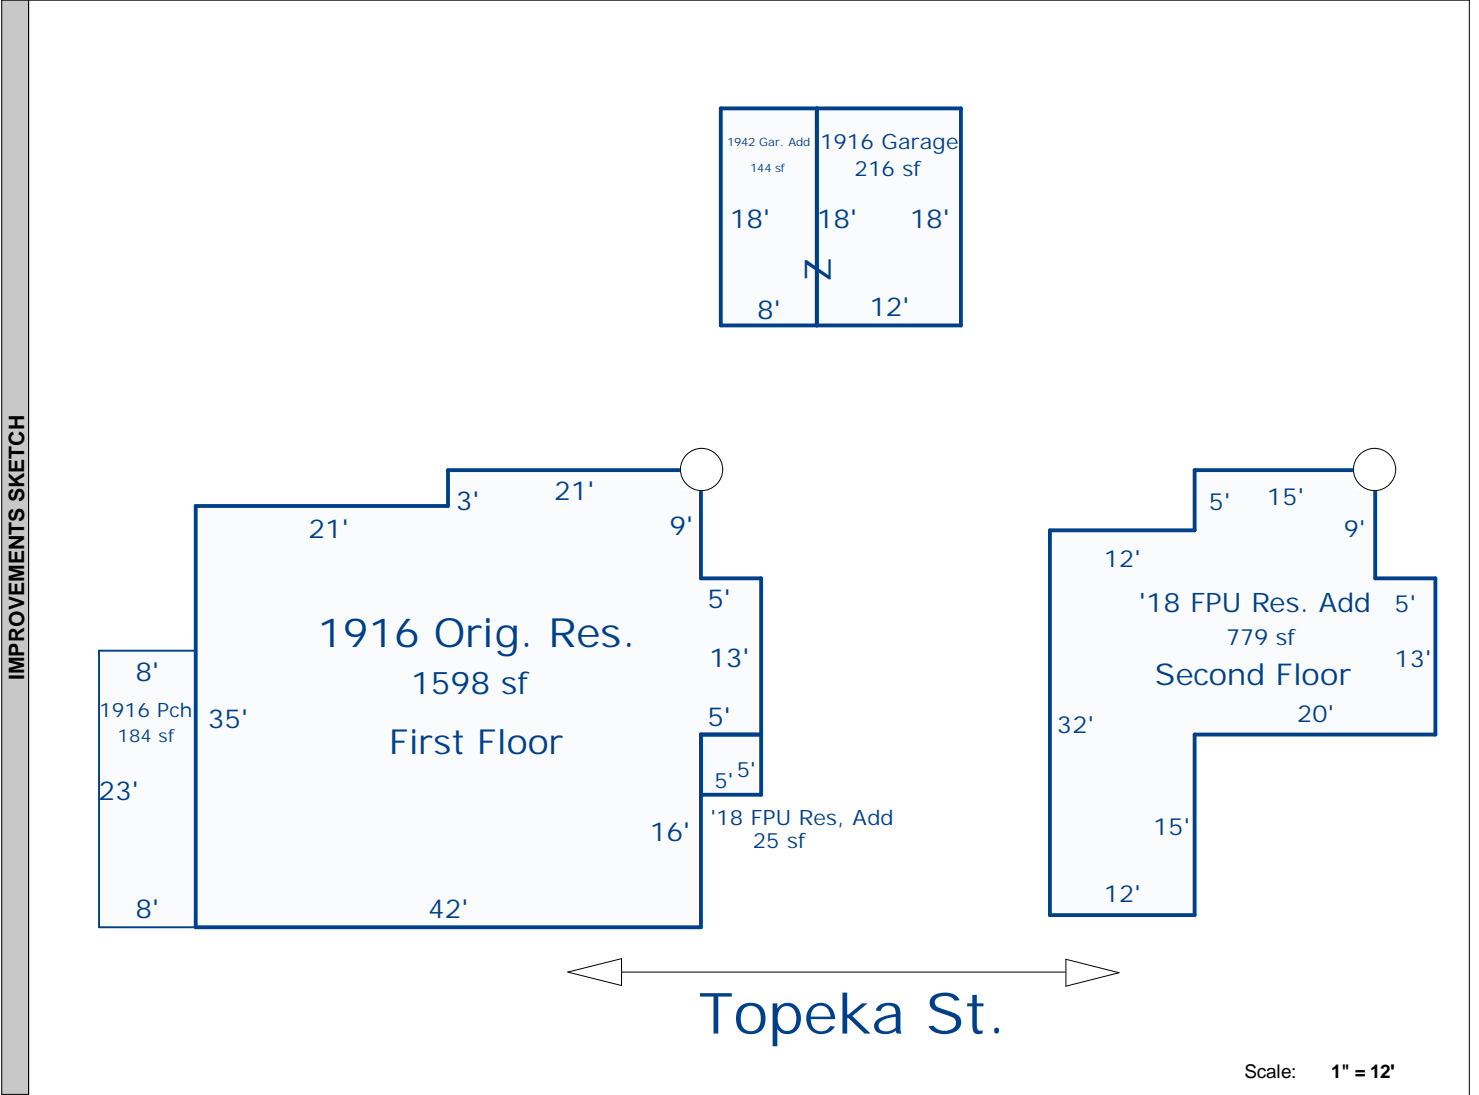 IMPROVEMENTS SKETCH
1942 Gar. Add
144 sf
1916 Garage
216 sf
18'
18'
18'
Z
8'
12'
21'
3'
21'
9'
5'
13'
5'
5'
5'
1916 Orig. Res.
1598 sf
First Floor
35'
8'
1916 Pch
184 sf
23'
8'
42'
16'
'18 FPU Res, Add
25 sf
5'
15'
12'
9'
'18 FPU Res. Add
779 sf
Second Floor
5'
13'
20'
32'
15'
12'
Topeka St.
Scale: 1" = 12'